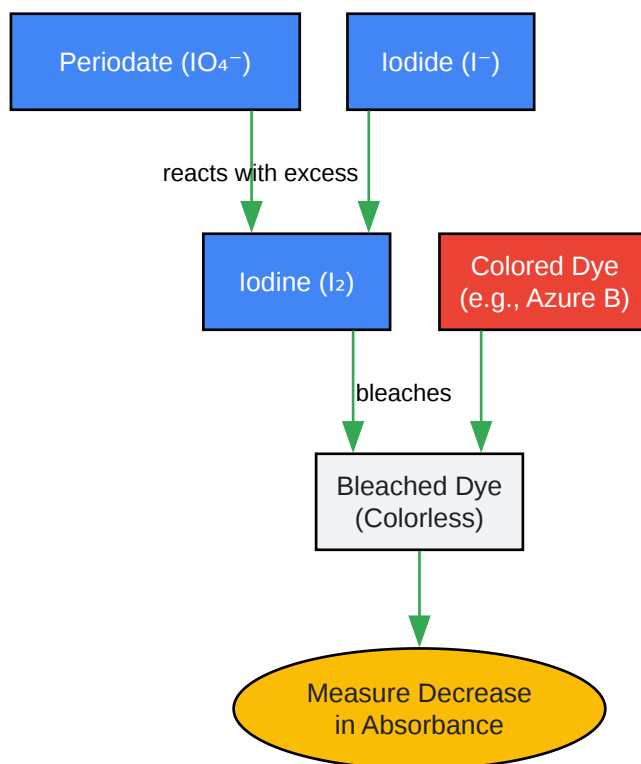 Periodate (IO₄⁻)
Iodide (I⁻)
reacts with excess
Iodine (I₂)
Colored Dye
(e.g., Azure B)
bleaches
Bleached Dye
(Colorless)
Measure Decrease
in Absorbance